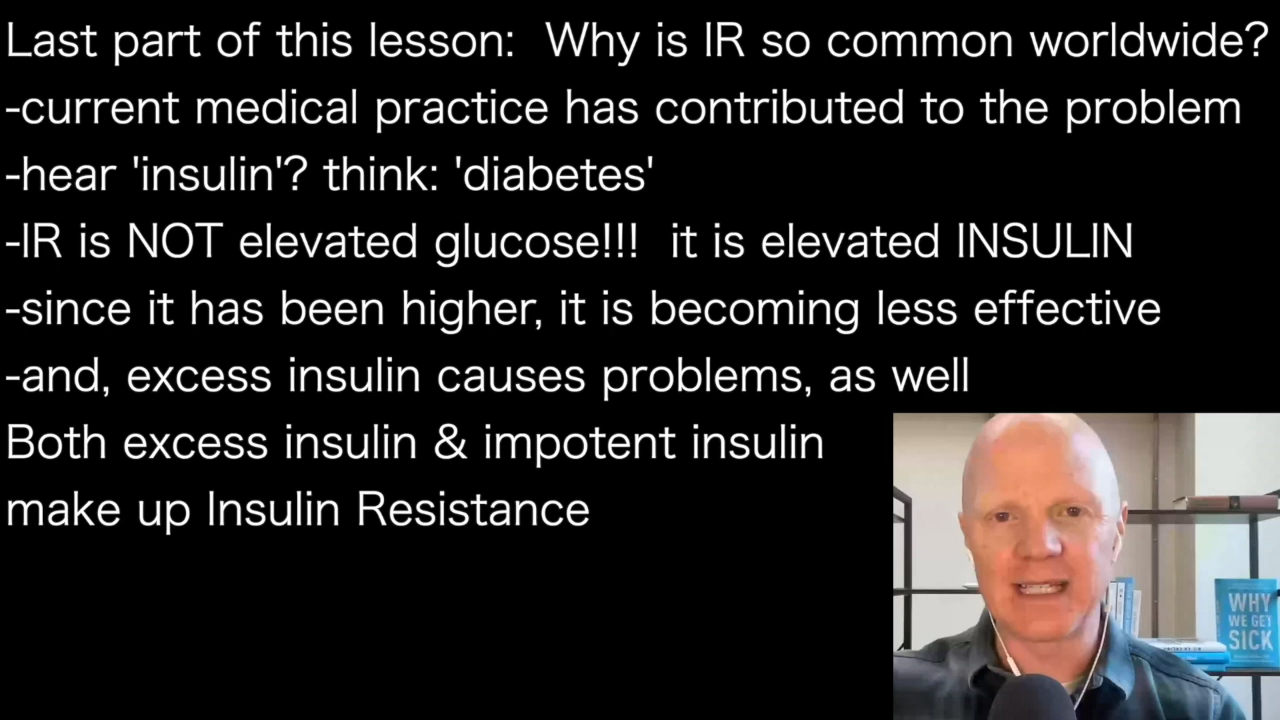 Last part of this lesson:  Why is IR so common worldwide?
-current medical practice has contributed to the problem
-hear 'insulin'? think: 'diabetes'
-IR is NOT elevated glucose!!!  it is elevated INSULIN
-since it has been higher, it is becoming less effective
-and, excess insulin causes problems, as well
Both excess insulin & impotent insulin
make up Insulin Resistance
WHY
WE GET
SICK